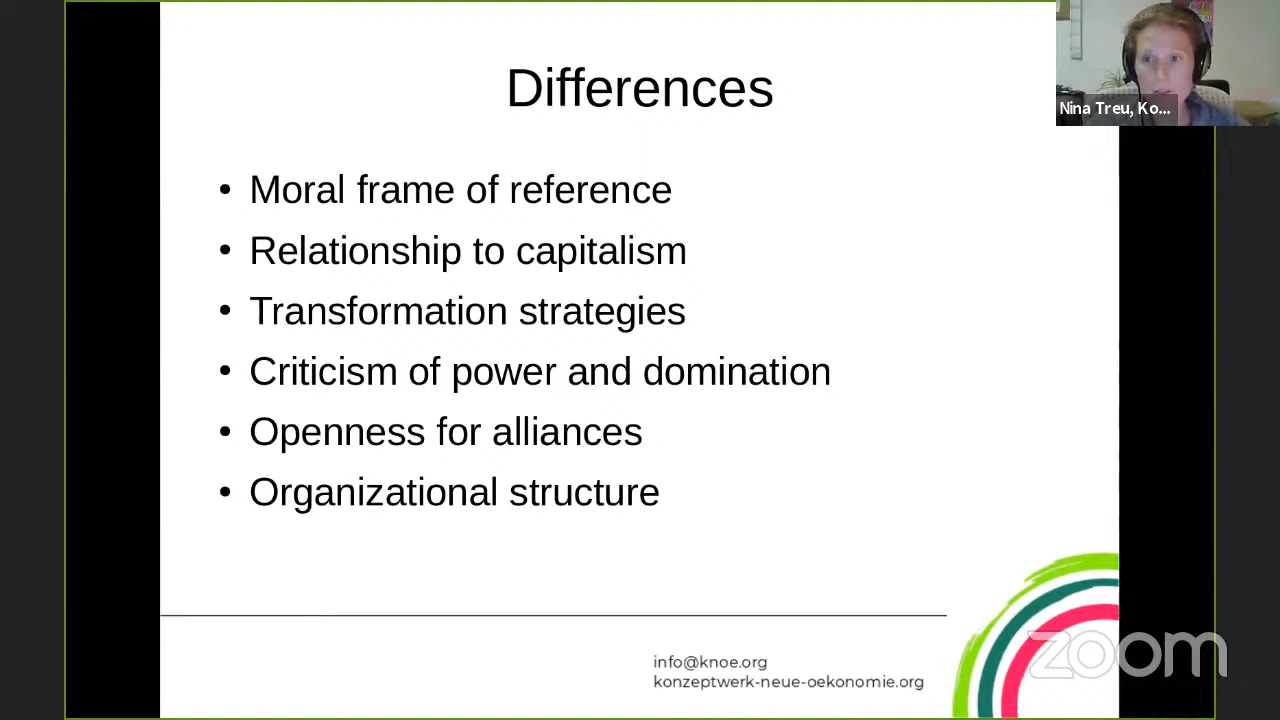 Differences
Nina Treu, Ko...
• Moral frame of reference
• Relationship to capitalism
• Transformation strategies
• Criticism of power and domination
• Openness for alliances
• Organizational structure
info@knoe.org
konzeptwerk-neue-oekonomie.org
zoom